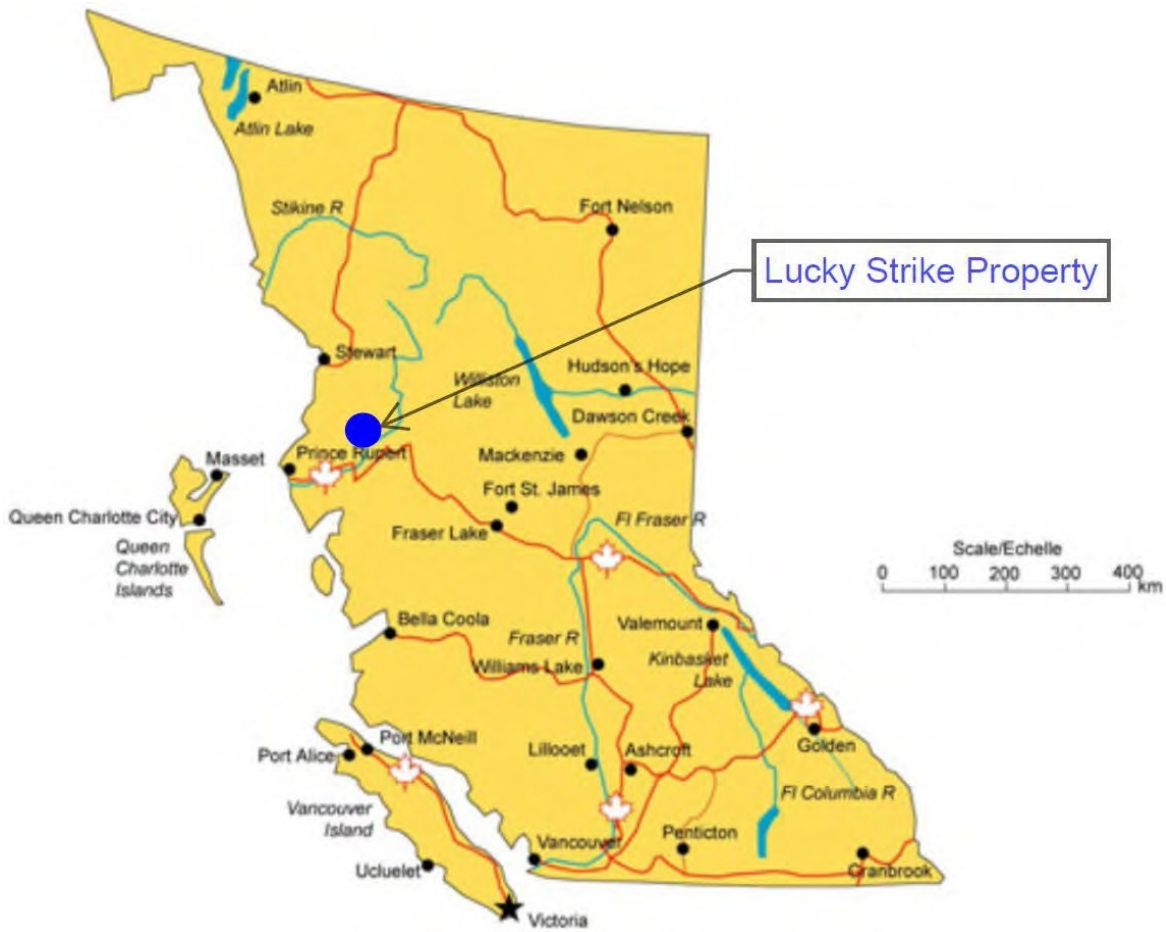 Atlin
Atlin Lake
Stikine R
Fort Nelson
Lucky Strike Property
Stewart
Williston
Lake
Hudson's Hope
Dawson Creek
Masset
Prince Rupert
Mackenzie
Fort St. James
Queen Charlotte City
Fraser Lake
Fl Fraser R
Queen
Charlotte
Islands
Scale/Echelle
0 100 200 300 400
km
Bella Coola
Fraser R
Valemount
Williams Lake
Kinbasket
Lake
Port McNeill
Port Alice
Lillooet
Ashcroft
Golden
Vancouver
Island
Fl Columbia R
Vancouver
Penticton
Ucluelet
Cranbrook
Victoria